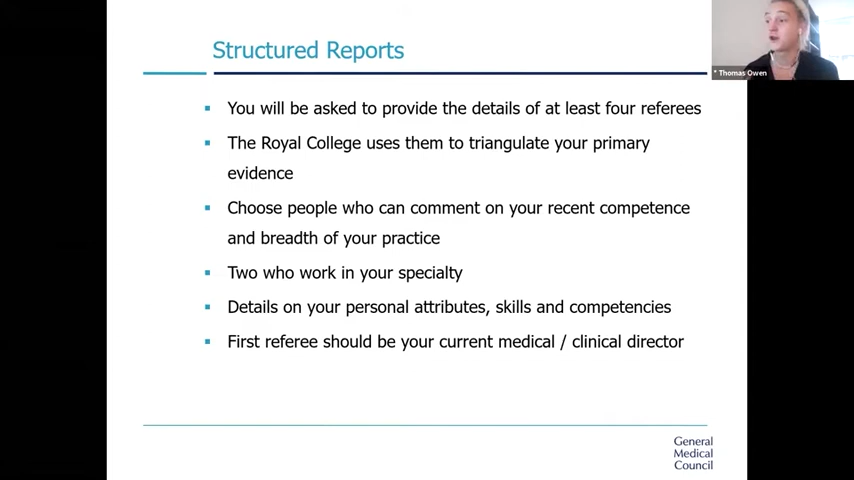 Structured Reports
* Thomas Owen
▪ You will be asked to provide the details of at least four referees
▪ The Royal College uses them to triangulate your primary
evidence
▪ Choose people who can comment on your recent competence
and breadth of your practice
▪ Two who work in your specialty
▪ Details on your personal attributes, skills and competencies
▪ First referee should be your current medical / clinical director
General
Medical
Council